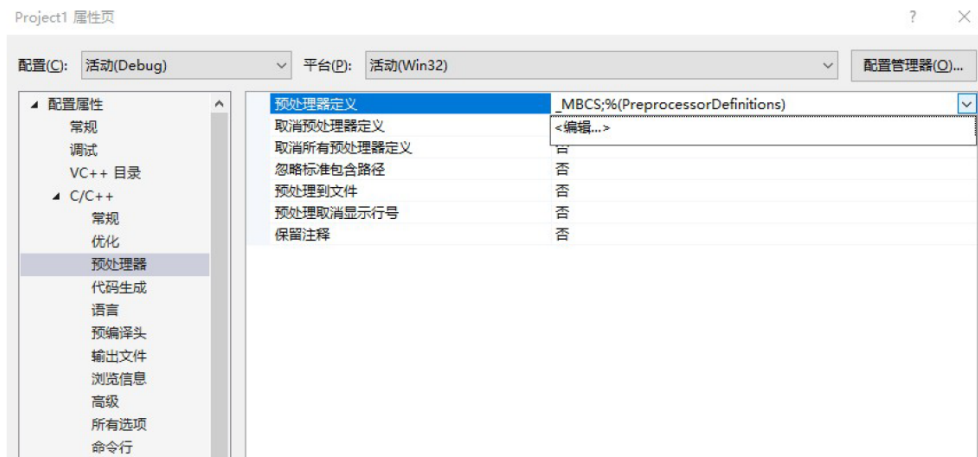 Project1 属性页 ?
配置(C): 活动(Debug) 平台(P): 活动(Win32) 配置管理器(O)...
配置属性
常规
调试
VC++ 目录
C/C++
常规
优化
预处理器
代码生成
语言
预编译头
输出文件
浏览信息
高级
所有选项
命令行
预处理器定义 _MBCS;%(PreprocessorDefinitions)
取消预处理器定义 <编辑...>
取消所有预处理器定义 否
忽略标准包含路径 否
预处理到文件 否
预处理取消显示行号 否
保留注释 否